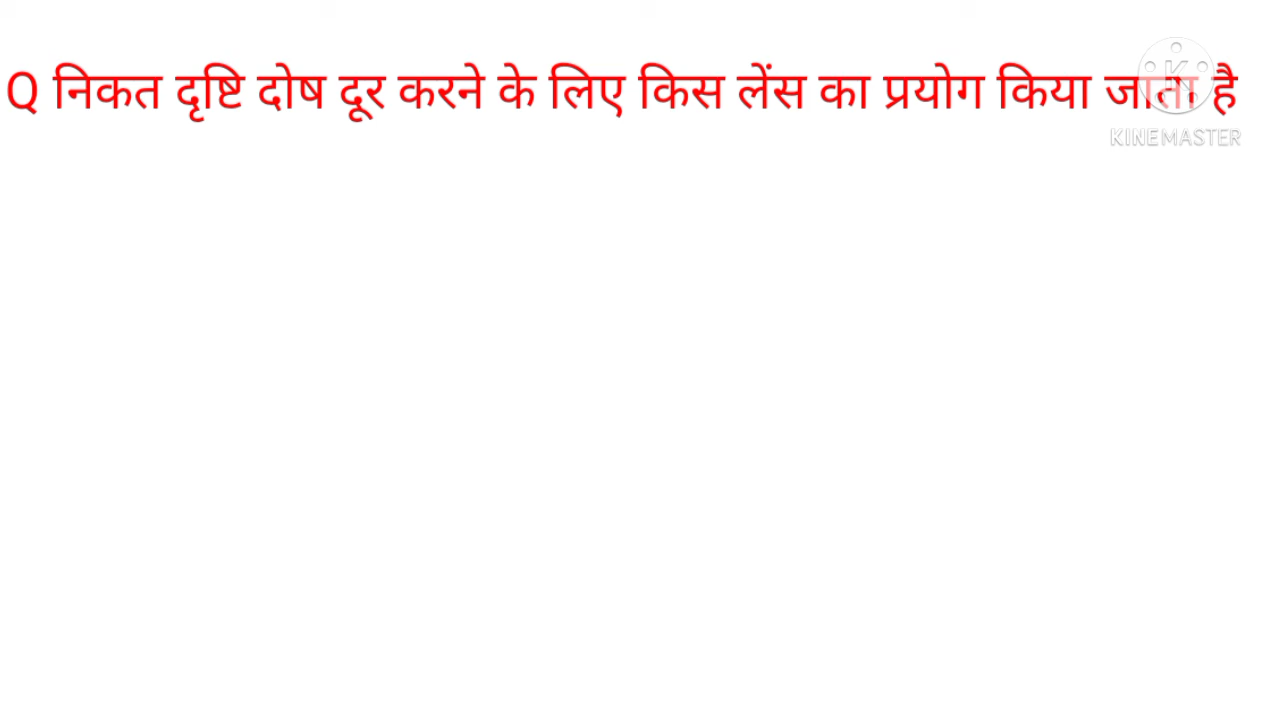 Q निकत दृष्टि दोष दूर करने के लिए किस लेंस का प्रयोग किया जाता है
KINEMASTER